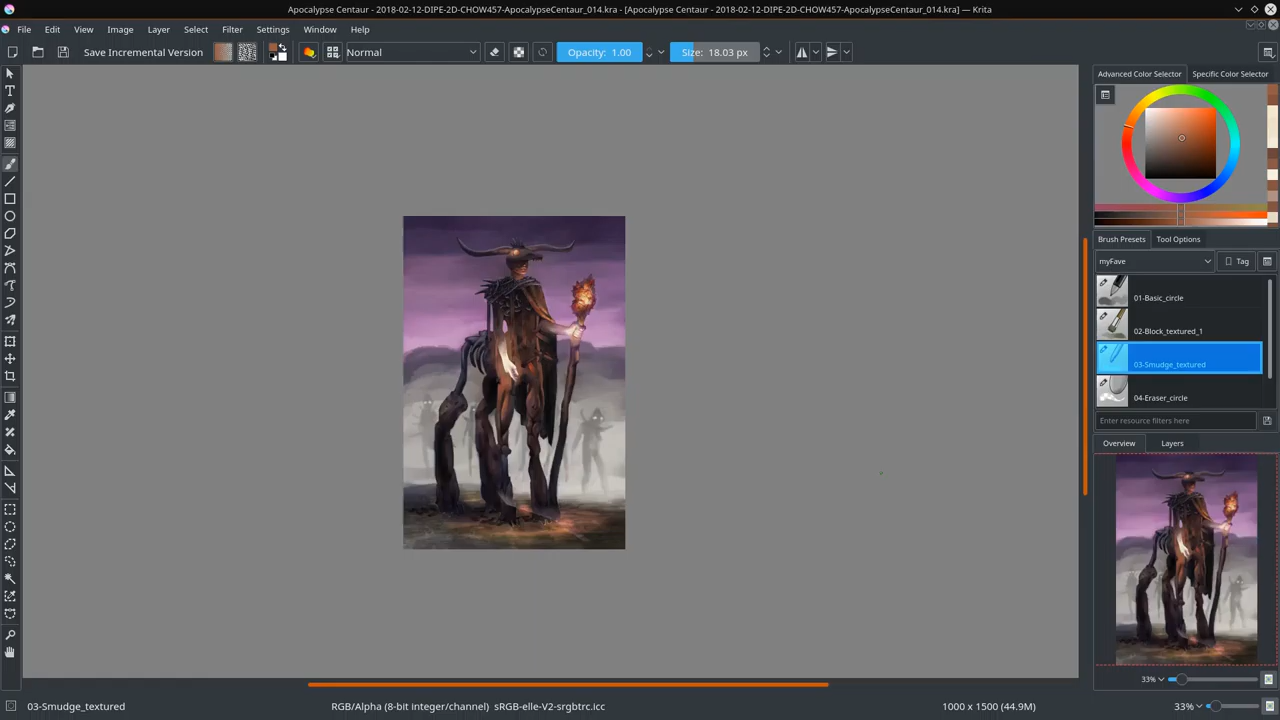 Apocalypse Centaur - 2018-02-12-DIPE-2D-CHOW457-ApocalypseCentaur_014.kra - [Apocalypse Centaur - 2018-02-12-DIPE-2D-CHOW457-ApocalypseCentaur_014.kra] — Krita
File Edit View Image Layer Select Filter Settings Window Help
Save Incremental Version Normal Opacity: 1.00 Size: 18.03 px
Advanced Color Selector Specific Color Selector
Brush Presets Tool Options
myFave Tag
01-Basic_circle
02-Block_textured_1
03-Smudge_textured
04-Eraser_circle
Enter resource filters here
Overview Layers
33%
03-Smudge_textured RGB/Alpha (8-bit integer/channel) sRGB-elle-V2-srgbtrc.icc 1000 x 1500 (44.9M) 33%